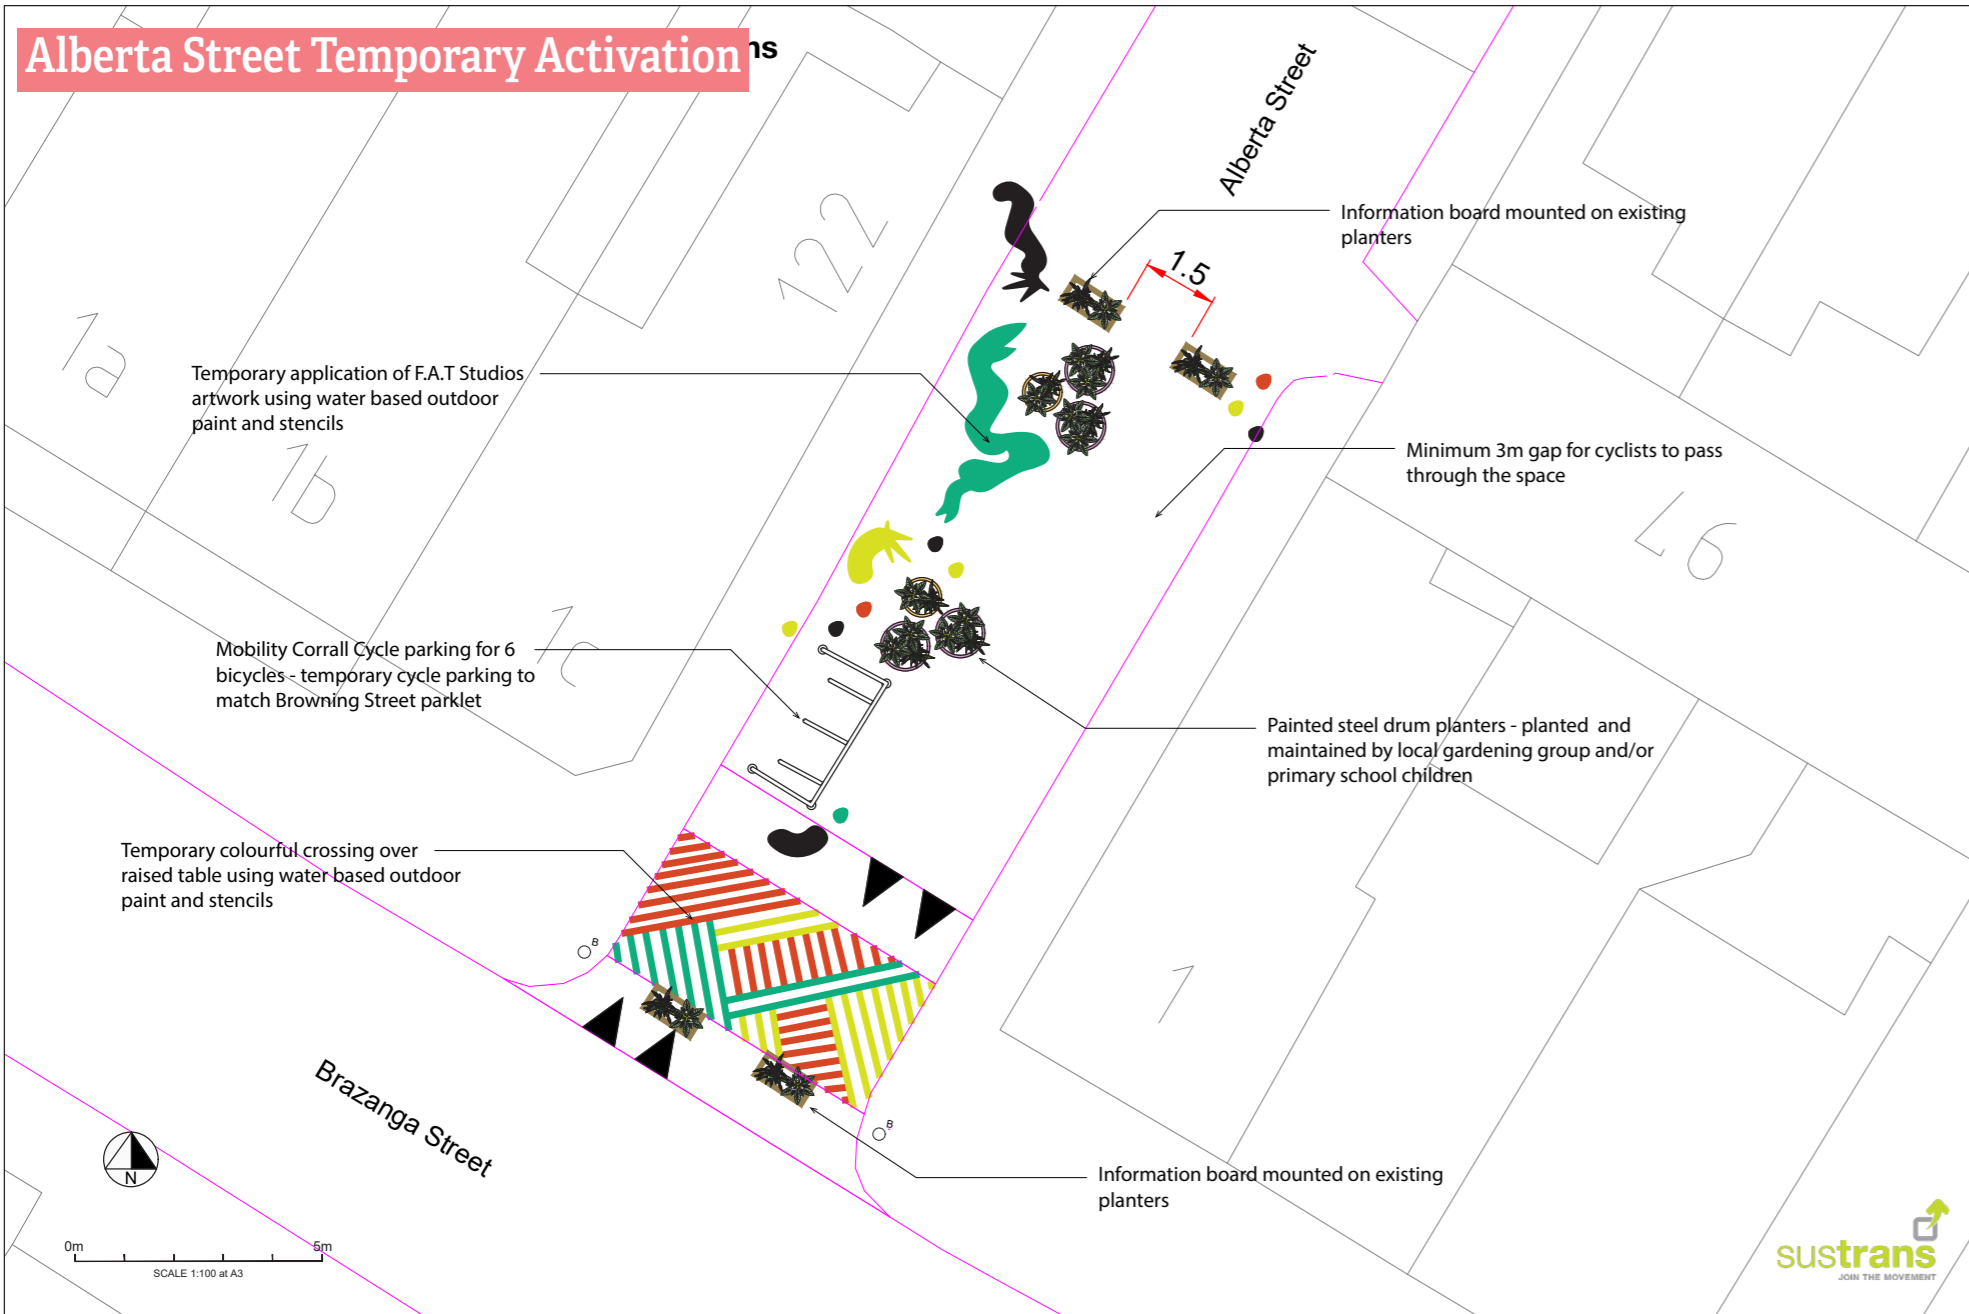 Alberta Street Temporary Activation
ns
Alberta Street
Information board mounted on existing
planters
1.5
122
1a
Temporary application of F.A.T Studios
artwork using water based outdoor
paint and stencils
1b
Minimum 3m gap for cyclists to pass
through the space
97
1c
Mobility Corrall Cycle parking for 6
bicycles - temporary cycle parking to
match Browning Street parklet
Painted steel drum planters - planted and
maintained by local gardening group and/or
primary school children
Temporary colourful crossing over
raised table using water based outdoor
paint and stencils
B
1
Brazanga Street
B
Information board mounted on existing
planters
N
0m
5m
SCALE 1:100 at A3
sustrans
JOIN THE MOVEMENT